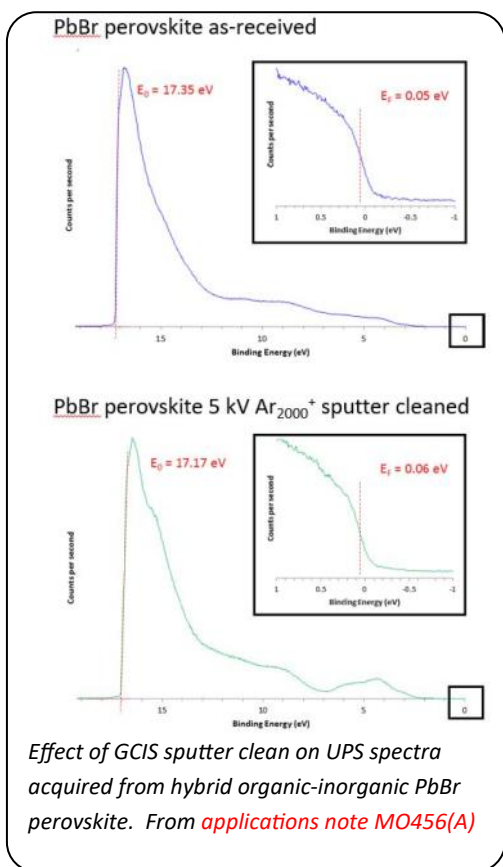 PbBr perovskite as-received
E₀ = 17.35 eV
E_F = 0.05 eV
Counts per second
Counts per second
1 0.5 0 -0.5 -1
Binding Energy (eV)
15 10 5 0
Binding Energy (eV)
PbBr perovskite 5 kV Ar₂₀₀₀⁺ sputter cleaned
E₀ = 17.17 eV
E_F = 0.06 eV
Counts per second
Counts per second
1 0.5 0 -0.5 -1
Binding Energy (eV)
15 10 5 0
Binding Energy (eV)
Effect of GCIS sputter clean on UPS spectra
acquired from hybrid organic-inorganic PbBr
perovskite. From applications note MO456(A)